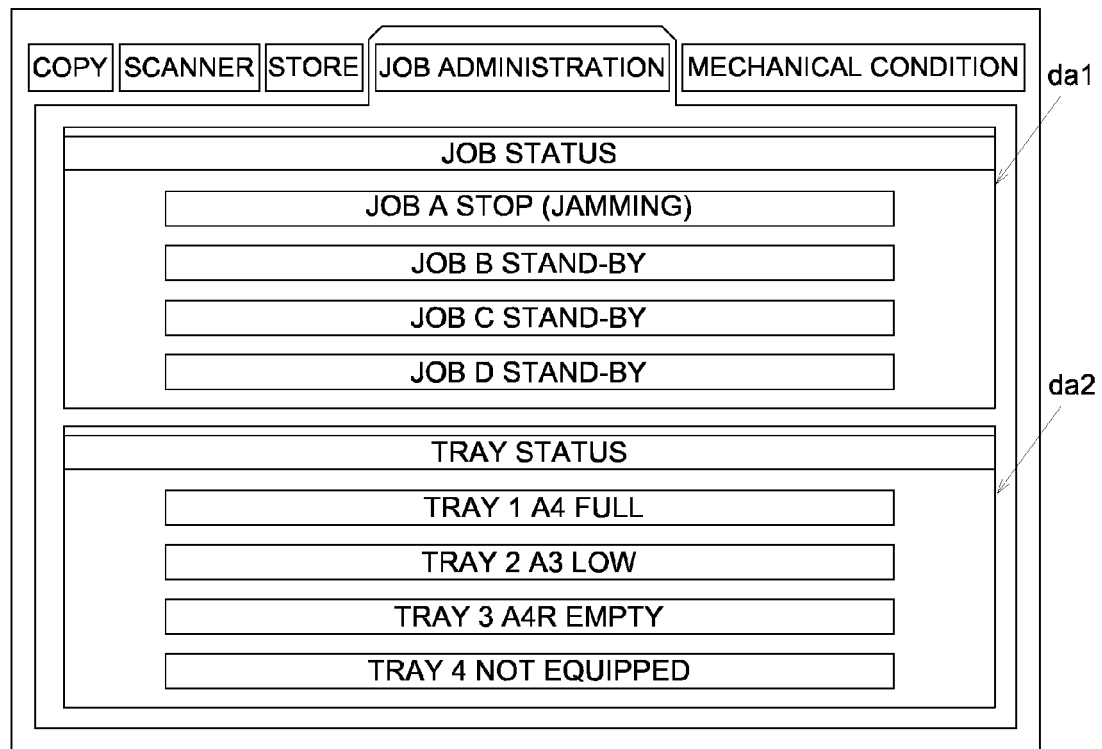 COPY SCANNER STORE JOB ADMINISTRATION MECHANICAL CONDITION
da1
JOB STATUS
JOB A STOP (JAMMING)
JOB B STAND-BY
JOB C STAND-BY
JOB D STAND-BY
da2
TRAY STATUS
TRAY 1 A4 FULL
TRAY 2 A3 LOW
TRAY 3 A4R EMPTY
TRAY 4 NOT EQUIPPED